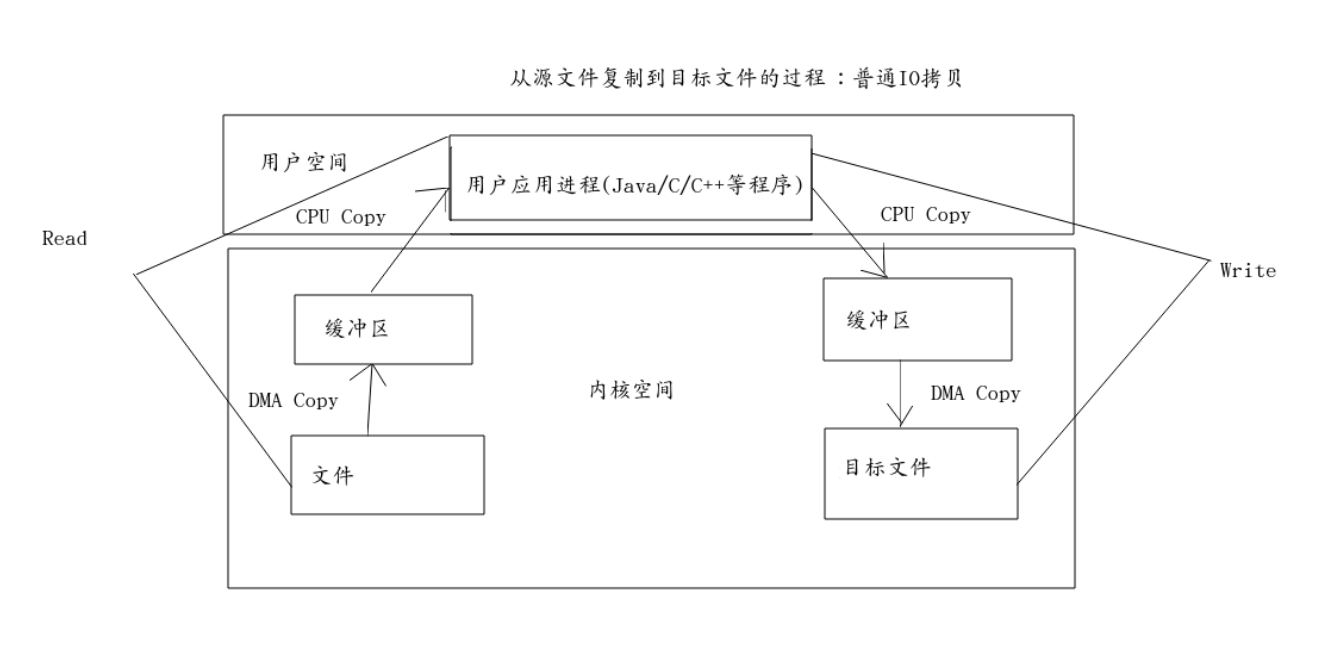 从源文件复制到目标文件的过程：普通IO拷贝
用户空间
用户应用进程(Java/C/C++等程序)
CPU Copy
CPU Copy
Read
Write
缓冲区
缓冲区
内核空间
DMA Copy
DMA Copy
文件
目标文件